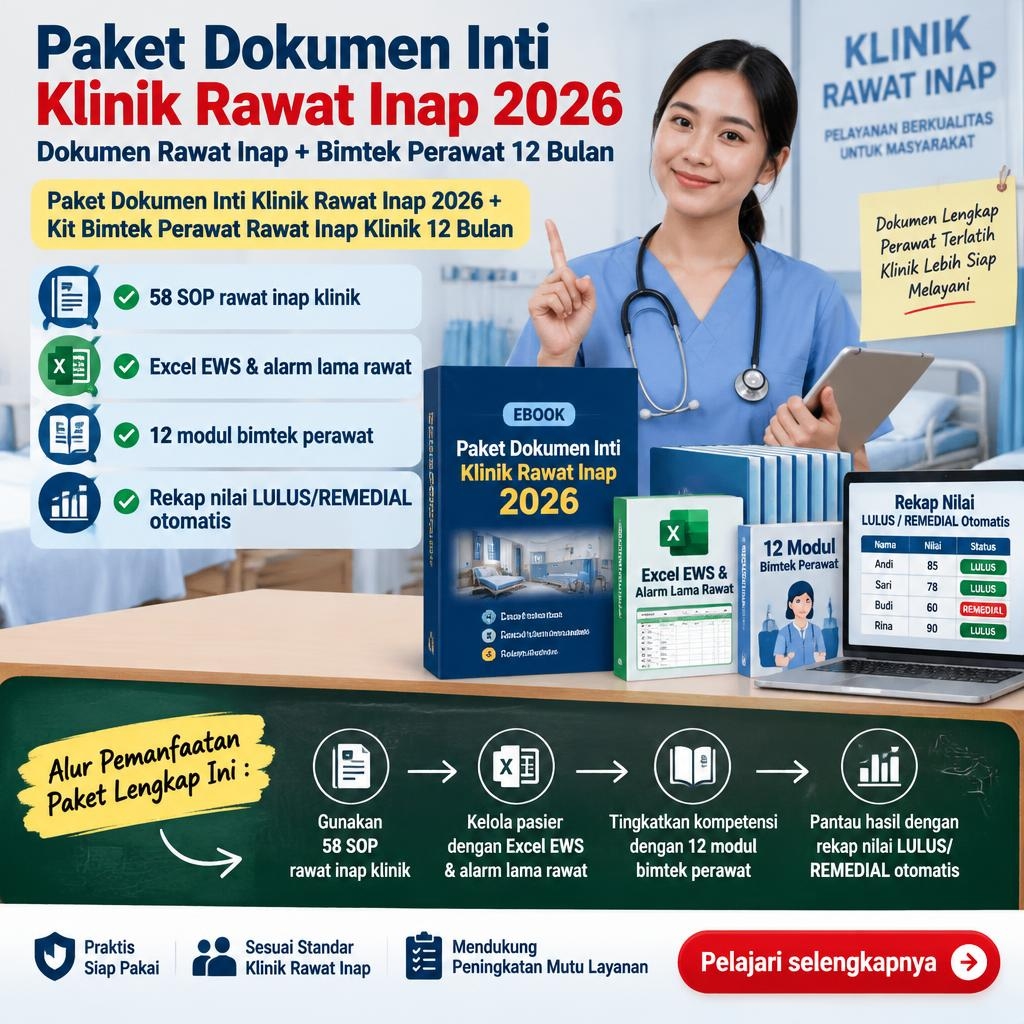 Paket Dokumen Inti
Klinik Rawat Inap 2026
Dokumen Rawat Inap + Bimtek Perawat 12 Bulan
Paket Dokumen Inti Klinik Rawat Inap 2026 +
Kit Bimtek Perawat Rawat Inap Klinik 12 Bulan
58 SOP rawat inap klinik
Excel EWS & alarm lama rawat
12 modul bimtek perawat
Rekap nilai LULUS/REMEDIAL
otomatis
KLINIK
RAWAT INAP
PELAYANAN BERKUALITAS
UNTUK MASYARAKAT
Dokumen Lengkap
Perawat Terlatih
Klinik Lebih Siap
Melayani
EBOOK
Paket Dokumen Inti
Klinik Rawat Inap
2026
X
Excel EWS &
Alarm Lama Rawat
12 Modul
Bimtek Perawat
Rekap Nilai
LULUS / REMEDIAL Otomatis
Nama Nilai Status
Andi 85 LULUS
Sari 78 LULUS
Budi 60 REMEDIAL
Rina 90 LULUS
Alur Pemanfaatan
Paket Lengkap Ini :
Gunakan
58 SOP
rawat inap klinik
Kelola pasier
dengan Excel EWS
& alarm lama rawat
Tingkatkan kompetensi
dengan 12 modul
bimtek perawat
Pantau hasil dengan
rekap nilai LULUS/
REMEDIAL otomatis
Praktis
Siap Pakai
Sesuai Standar
Klinik Rawat Inap
Mendukung
Peningkatan Mutu Layanan
Pelajari selengkapnya